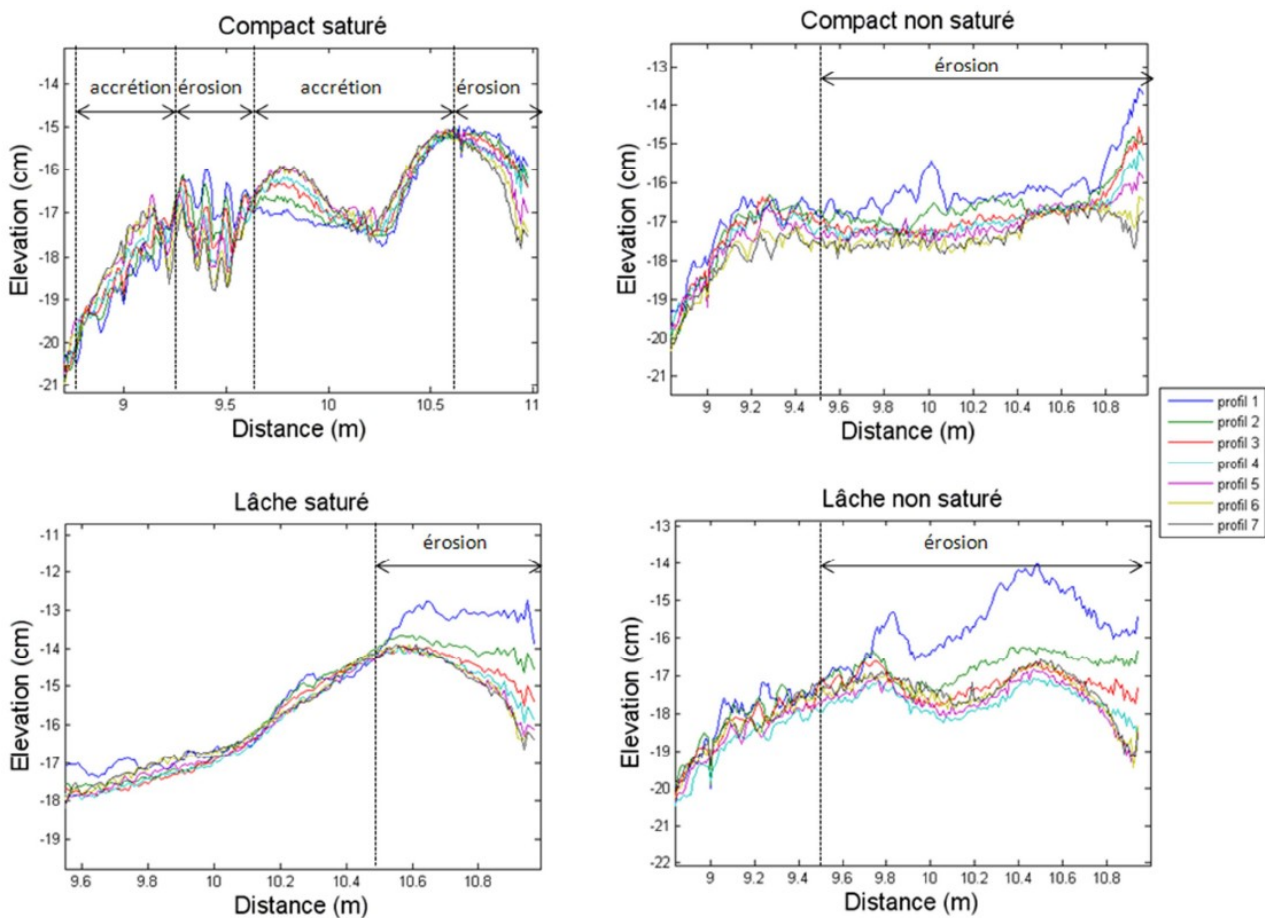 Compact saturé
accrétion érosion accrétion érosion
-14
-15
-16
-17
-18
-19
-20
-21
Elevation (cm)
9 9.5 10 10.5 11
Distance (m)
Compact non saturé
érosion
-13
-14
-15
-16
-17
-18
-19
-20
-21
Elevation (cm)
9 9.2 9.4 9.6 9.8 10 10.2 10.4 10.6 10.8
Distance (m)
profil 1
profil 2
profil 3
profil 4
profil 5
profil 6
profil 7
Lâche saturé
érosion
-11
-12
-13
-14
-15
-16
-17
-18
-19
Elevation (cm)
9.6 9.8 10 10.2 10.4 10.6 10.8
Distance (m)
Lâche non saturé
érosion
-13
-14
-15
-16
-17
-18
-19
-20
-21
-22
Elevation (cm)
9 9.2 9.4 9.6 9.8 10 10.2 10.4 10.6 10.8
Distance (m)